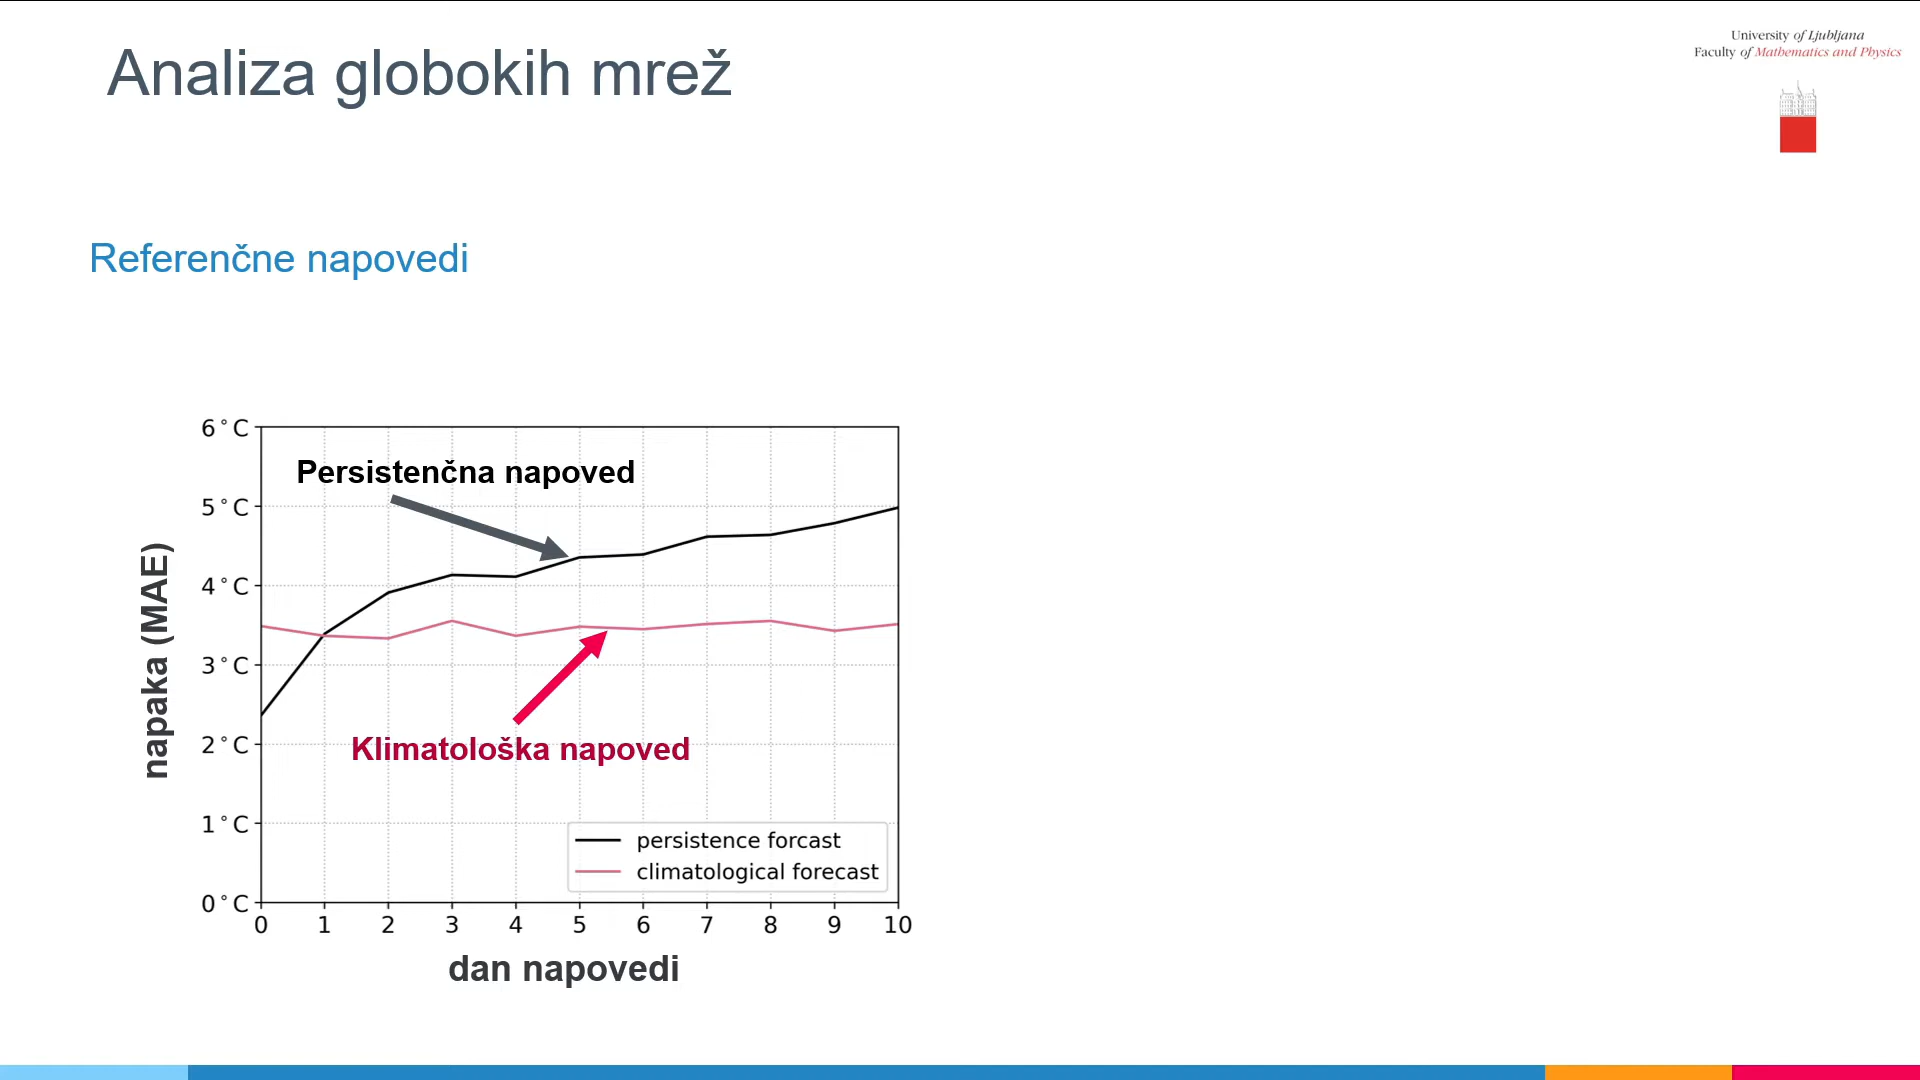 Analiza globokih mrež
University of Ljubljana
Faculty of Mathematics and Physics
Referenčne napovedi
6°C
5°C
4°C
3°C
2°C
1°C
0°C
napaka (MAE)
Persistenčna napoved
Klimatološka napoved
persistence forcast
climatological forecast
0 1 2 3 4 5 6 7 8 9 10
dan napovedi